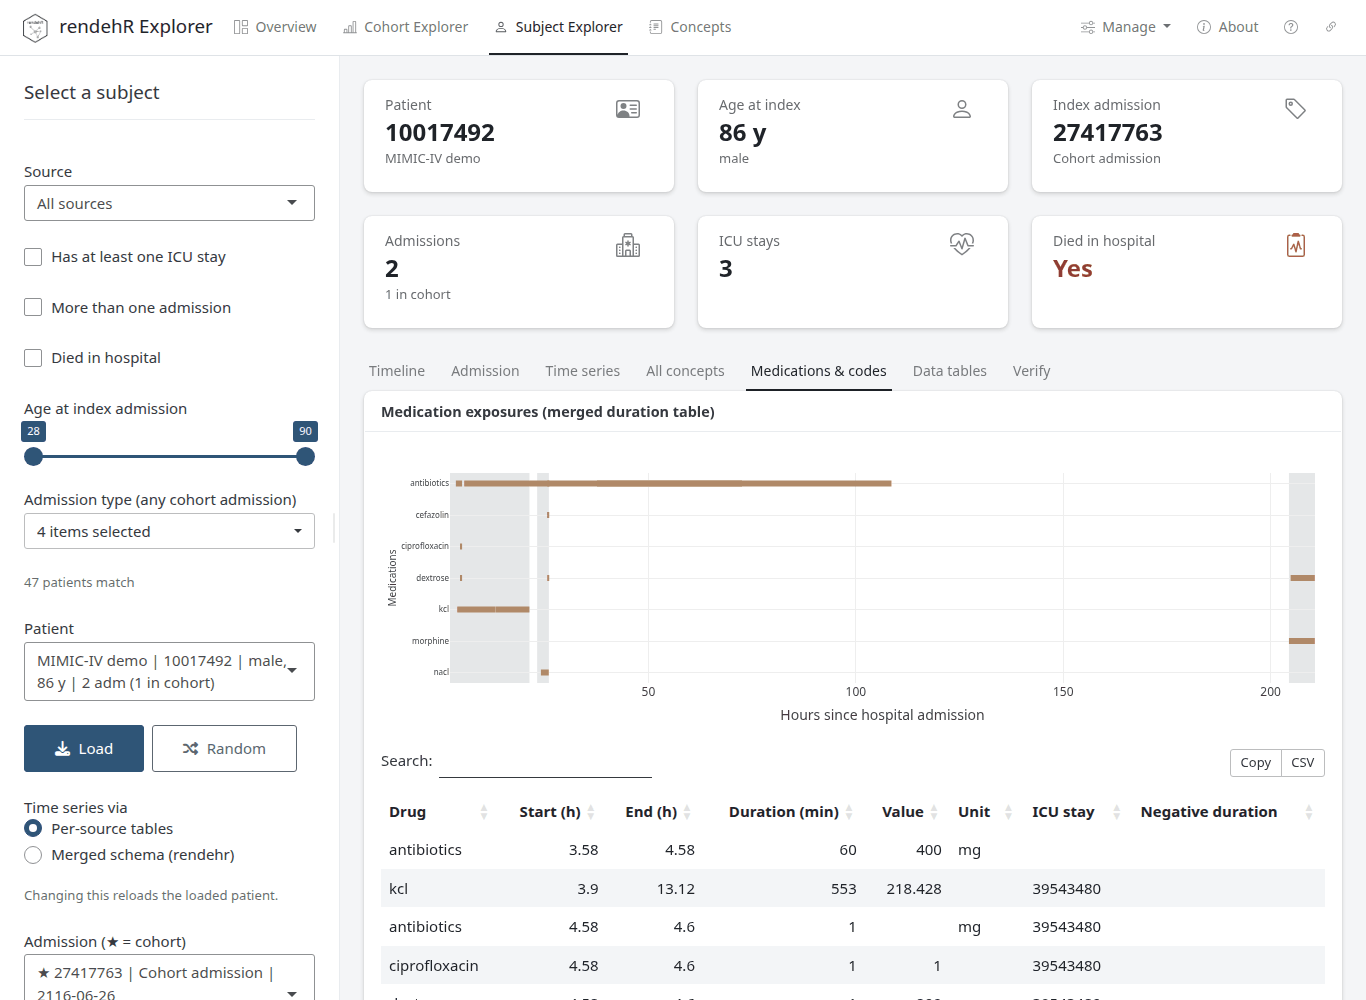 rendehR Explorer
Overview
Cohort Explorer
Subject Explorer
Concepts
Manage
About
Select a subject
Source
All sources
Has at least one ICU stay
More than one admission
Died in hospital
Age at index admission
28
90
Admission type (any cohort admission)
4 items selected
47 patients match
Patient
MIMIC-IV demo | 10017492 | male,
86 y | 2 adm (1 in cohort)
Load
Random
Time series via
Per-source tables
Merged schema (rendehr)
Changing this reloads the loaded patient.
Admission (★ = cohort)
★ 27417763 | Cohort admission |
2116-06-26
Patient
10017492
MIMIC-IV demo
Age at index
86 y
male
Index admission
27417763
Cohort admission
Admissions
2
1 in cohort
ICU stays
3
Died in hospital
Yes
Timeline
Admission
Time series
All concepts
Medications & codes
Data tables
Verify
Medication exposures (merged duration table)
Medications
antibiotics
cefazolin
ciprofloxacin
dextrose
kcl
morphine
nacl
50
100
150
200
Hours since hospital admission
Search:
Copy
CSV
Drug Start (h) End (h) Duration (min) Value Unit ICU stay Negative duration
antibiotics 3.58 4.58 60 400 mg
kcl 3.9 13.12 553 218.428 39543480
antibiotics 4.58 4.6 1 mg 39543480
ciprofloxacin 4.58 4.6 1 1 39543480